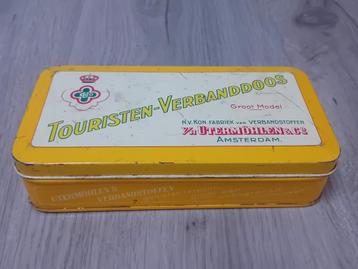 TOURISTEN-VERBANDDOOS
Groot Model
N.V. KON. FABRIEK VAN VERBANDSTOFFEN
V/H UTERMÖHLEN & Co
AMSTERDAM.
UTERMÖHLEN &
VERBANDSTOFFEN